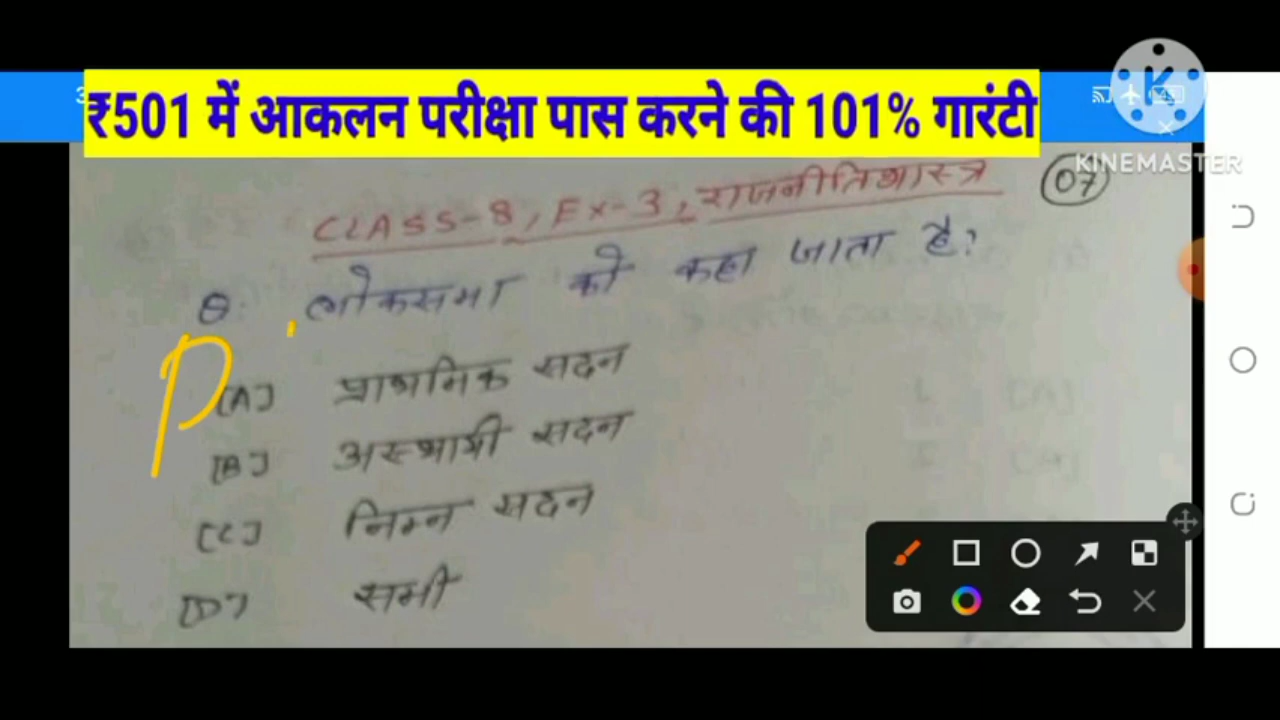 ₹501 में आकलन परीक्षा पास करने की 101% गारंटी
KINEMASTER
CLASS-8, Ex-3, राजनीतिशास्त्र
07
Q: लोकसभा को कहा जाता है?
P
[A] प्राथमिक सदन
[B] अस्थायी सदन
[C] निम्न सदन
[D] सभी